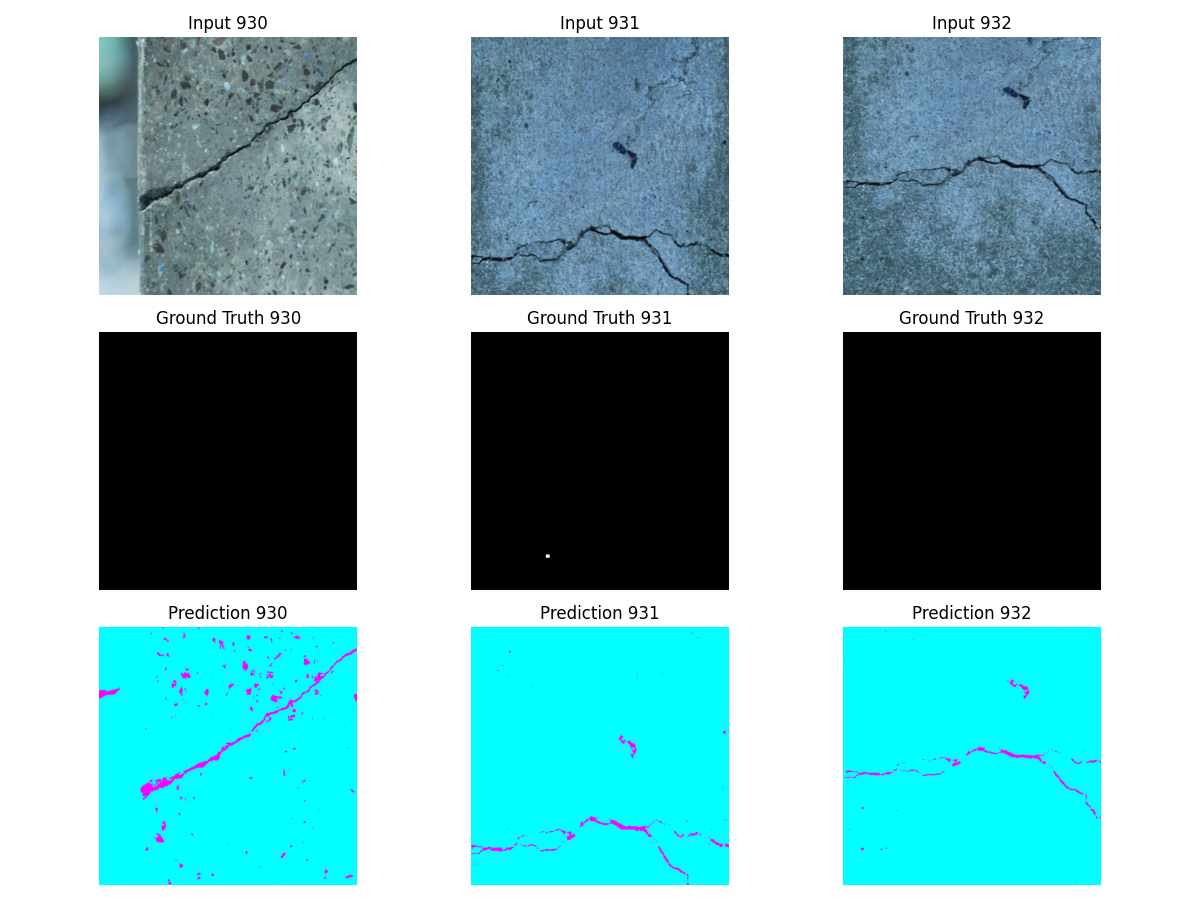 Input 930
Input 931
Input 932
Ground Truth 930
Ground Truth 931
Ground Truth 932
Prediction 930
Prediction 931
Prediction 932